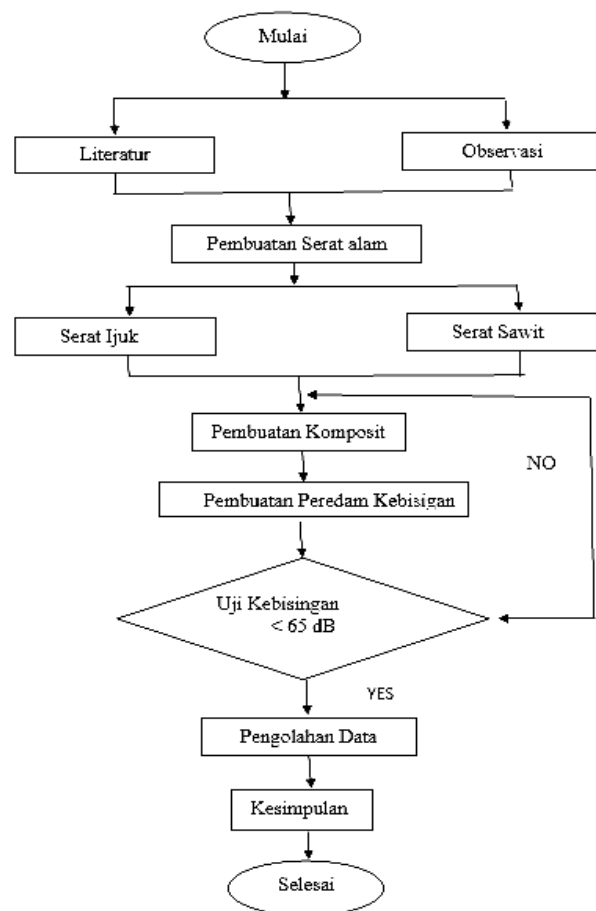 Mulai
Literatur
Observasi
Pembuatan Serat alam
Serat Ijuk
Serat Sawit
Pembuatan Komposit
NO
Pembuatan Peredam Kebisigan
Uji Kebisingan
< 65 dB
YES
Pengolahan Data
Kesimpulan
Selesai